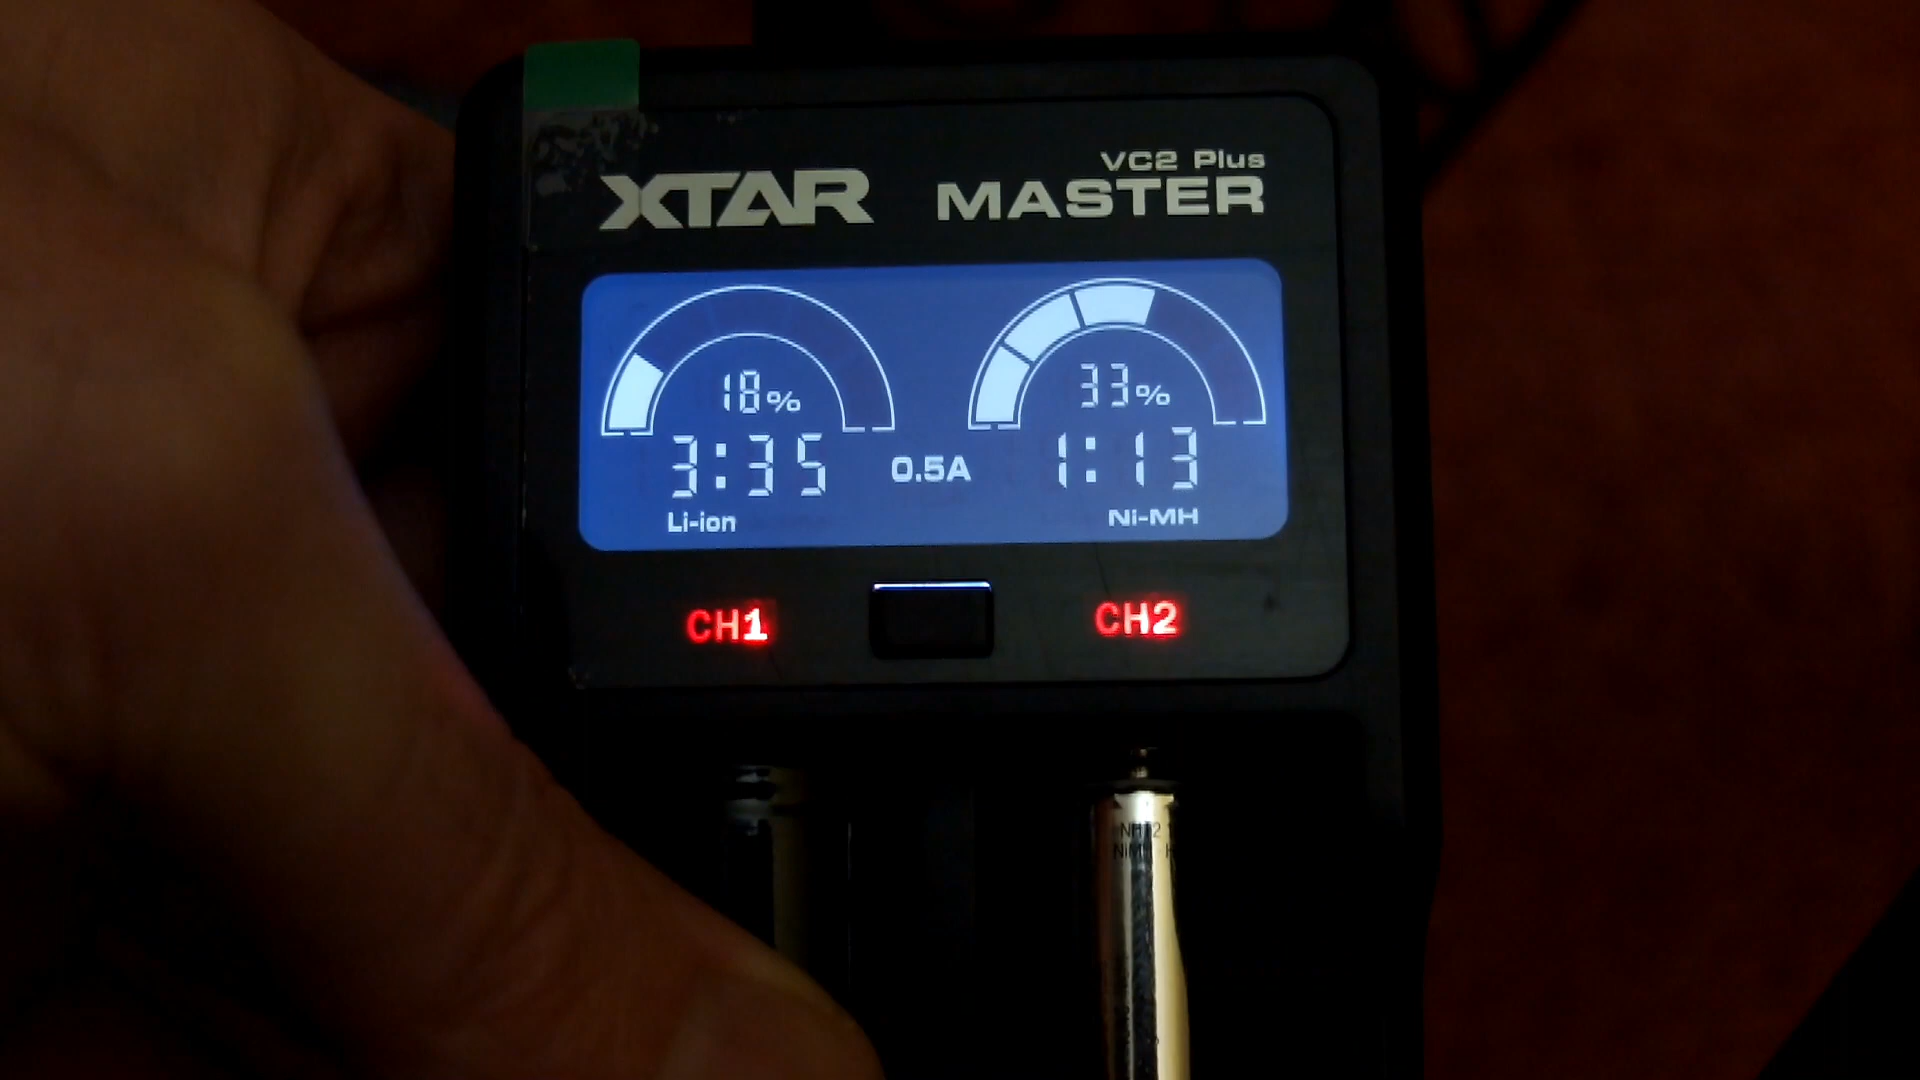 XTAR
VC2 Plus
MASTER
18%
33%
3:35
0.5A
1:13
Li-ion
Ni-MH
CH1
CH2